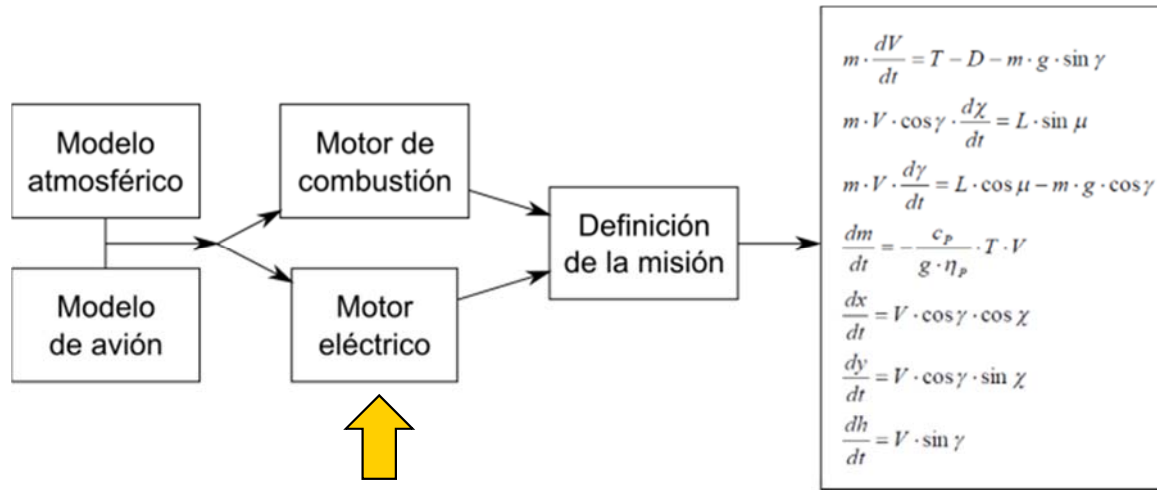 Modelo
atmosférico
Modelo
de avión
Motor de
combustión
Motor
eléctrico
Definición
de la misión
m · dV/dt = T − D − m · g · sin γ
m · V · cos γ · dχ/dt = L · sin μ
m · V · dγ/dt = L · cos μ − m · g · cos γ
dm/dt = − c_P/(g · η_P) · T · V
dx/dt = V · cos γ · cos χ
dy/dt = V · cos γ · sin χ
dh/dt = V · sin γ